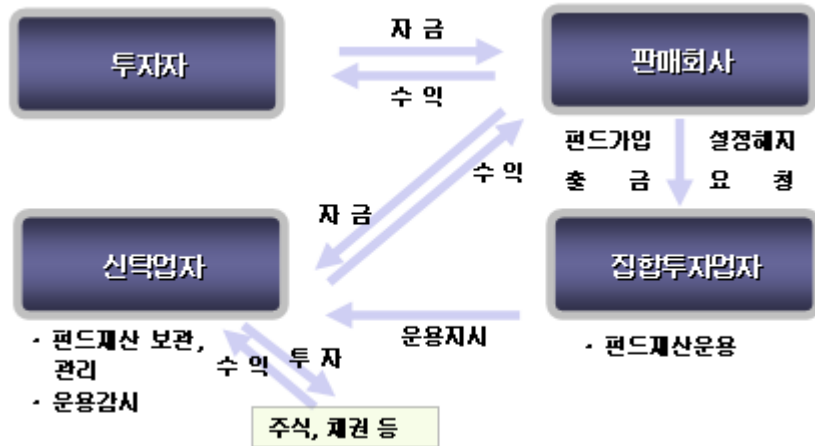 자 금
투자자
판매회사
수 익
펀드가입 설정해지
출 금 요 청
수 익
자 금
신탁업자
집합투자업자
운용지시
· 펀드재산 보관,
관리
· 운용감시
수 익 투 자
· 펀드재산운용
주식, 채권 등